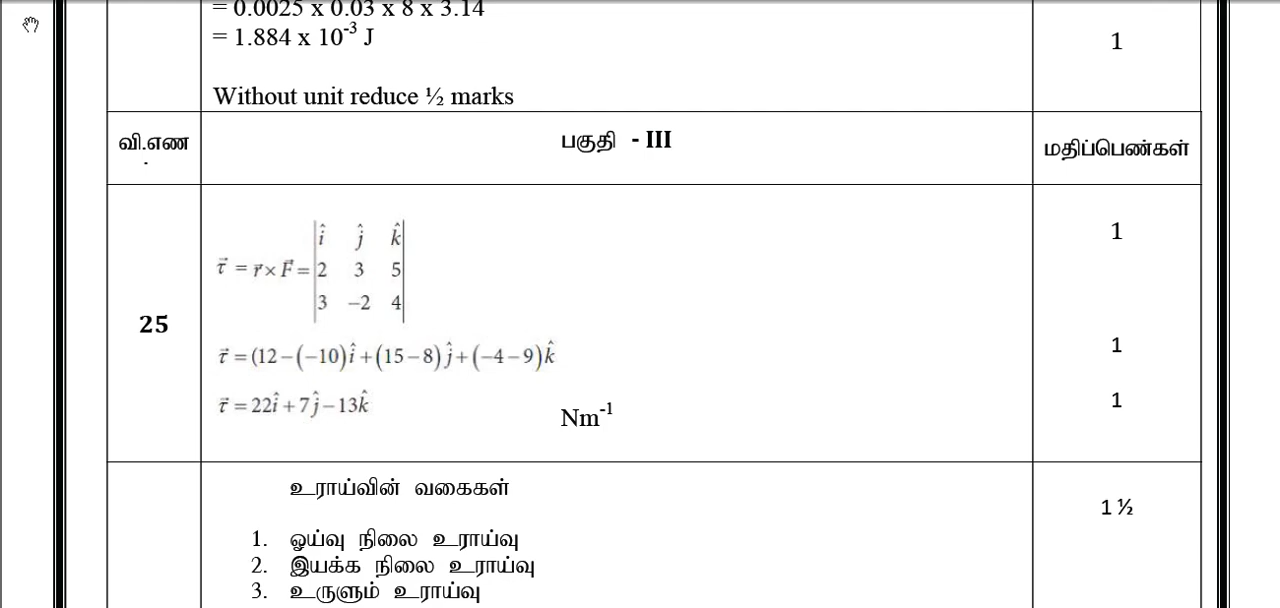 = 0.0025 x 0.03 x 8 x 3.14
= 1.884 x 10⁻³ J
1
Without unit reduce ½ marks
வி.எண்
பகுதி - III
மதிப்பெண்கள்
25
τ⃗ = r⃗ × F⃗ = | î ĵ k̂ |
| 2 3 5 |
| 3 −2 4 |
1
τ⃗ = (12 − (−10)î + (15 − 8)ĵ + (−4 − 9)k̂
1
τ⃗ = 22î + 7ĵ − 13k̂ Nm⁻¹
1
உராய்வின் வகைகள்
1 ½
1. ஓய்வு நிலை உராய்வு
2. இயக்க நிலை உராய்வு
3. உருளும் உராய்வு